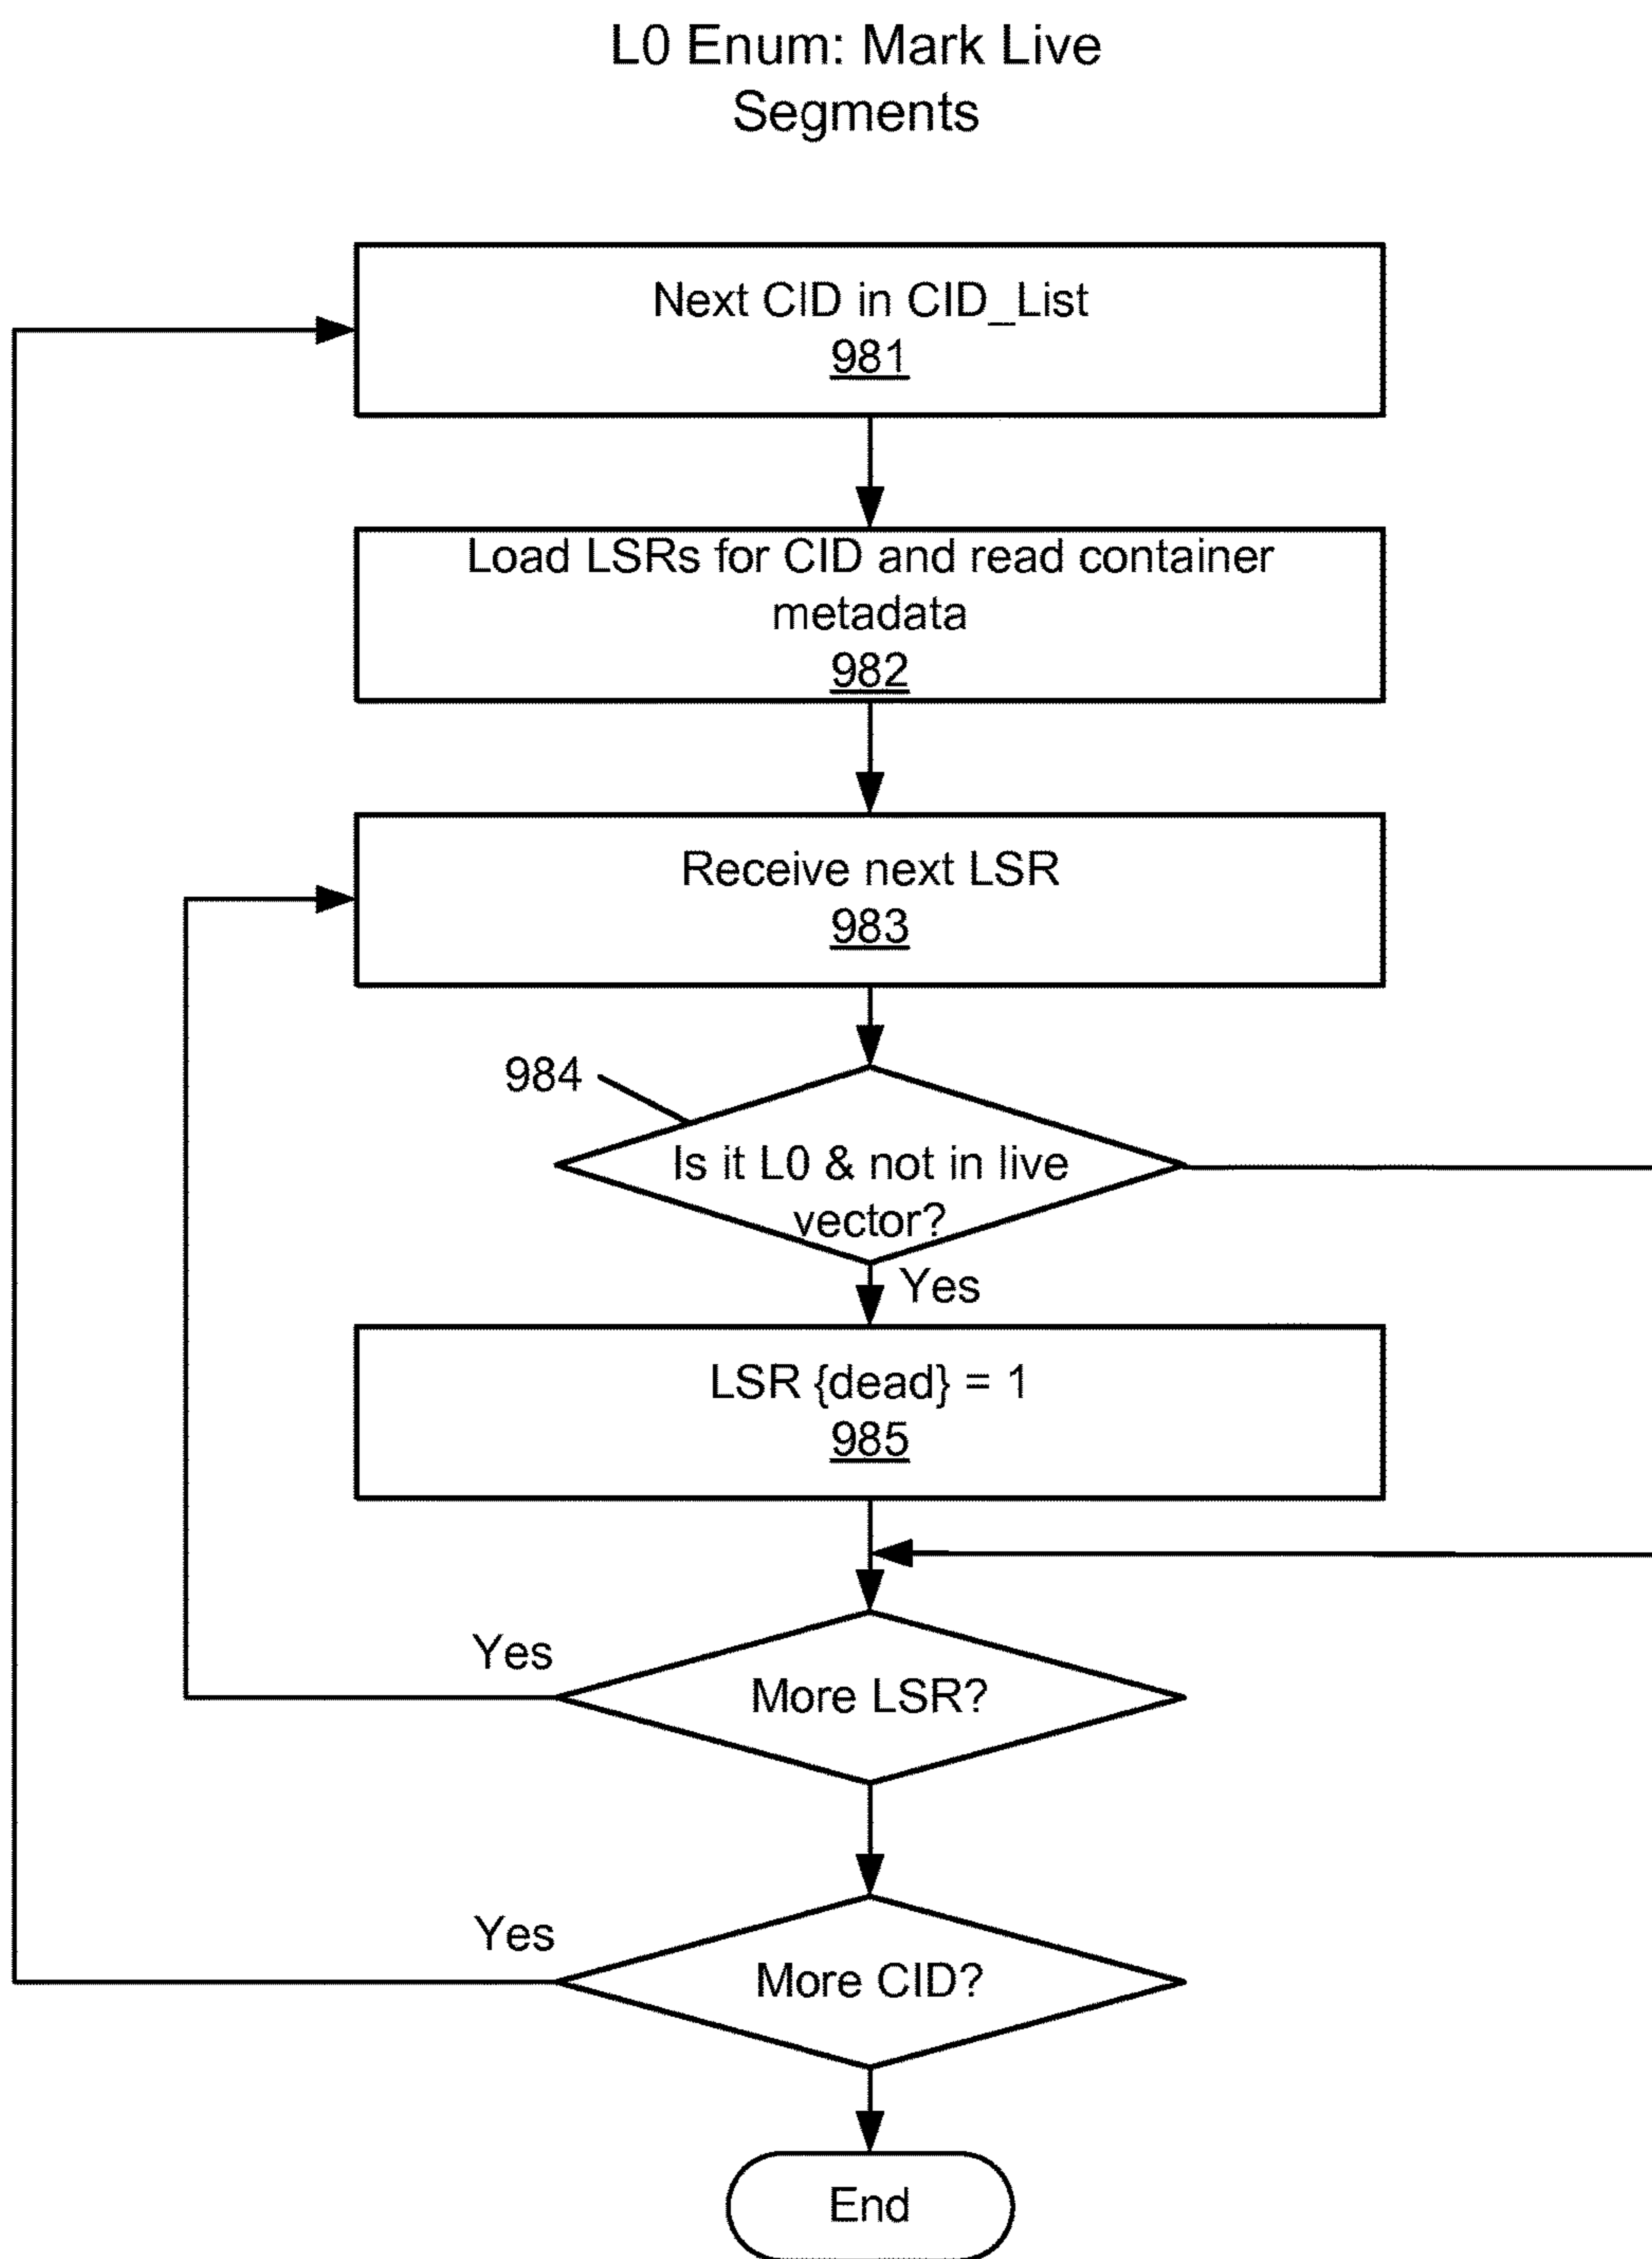 L0 Enum: Mark Live
Segments
Next CID in CID_List
981
Load LSRs for CID and read container
metadata
982
Receive next LSR
983
984
Is it L0 & not in live
vector?
Yes
LSR {dead} = 1
985
Yes
More LSR?
Yes
More CID?
End